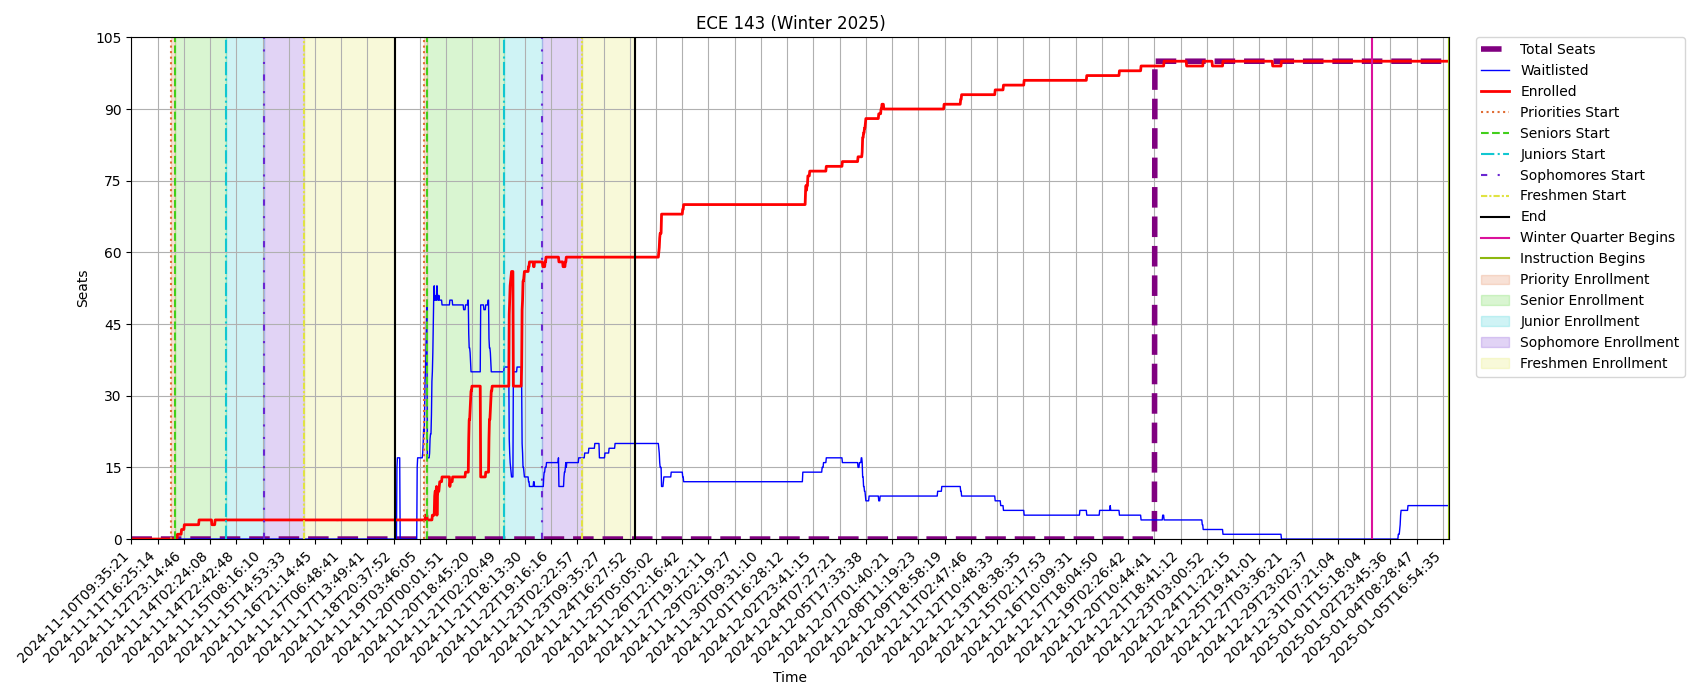 ECE 143 (Winter 2025)
105
90
75
60
45
30
15
0
Seats
2024-11-10T09:35:21
2024-11-11T16:25:14
2024-11-12T23:14:46
2024-11-14T02:24:08
2024-11-14T22:42:48
2024-11-15T08:16:10
2024-11-15T14:53:33
2024-11-16T21:14:45
2024-11-17T06:48:41
2024-11-17T13:49:41
2024-11-18T20:37:52
2024-11-19T03:46:05
2024-11-20T00:01:51
2024-11-20T18:45:20
2024-11-21T02:20:49
2024-11-21T18:13:30
2024-11-22T19:16:16
2024-11-23T02:22:57
2024-11-23T09:35:27
2024-11-24T16:27:52
2024-11-25T05:05:02
2024-11-26T12:16:42
2024-11-27T19:12:11
2024-11-29T02:19:27
2024-11-30T09:31:10
2024-12-01T16:28:12
2024-12-02T23:41:15
2024-12-04T07:27:21
2024-12-05T17:33:38
2024-12-07T01:40:21
2024-12-08T11:19:23
2024-12-09T18:58:19
2024-12-11T02:47:46
2024-12-12T10:48:33
2024-12-13T18:38:35
2024-12-15T02:17:53
2024-12-16T10:09:31
2024-12-17T18:04:50
2024-12-19T02:26:42
2024-12-20T10:44:41
2024-12-21T18:41:12
2024-12-23T03:00:52
2024-12-24T11:22:15
2024-12-25T19:41:01
2024-12-27T03:36:21
2024-12-29T23:02:37
2024-12-31T07:21:04
2025-01-01T15:18:04
2025-01-02T23:45:36
2025-01-04T08:28:47
2025-01-05T16:54:35
Time
Total Seats
Waitlisted
Enrolled
Priorities Start
Seniors Start
Juniors Start
Sophomores Start
Freshmen Start
End
Winter Quarter Begins
Instruction Begins
Priority Enrollment
Senior Enrollment
Junior Enrollment
Sophomore Enrollment
Freshmen Enrollment